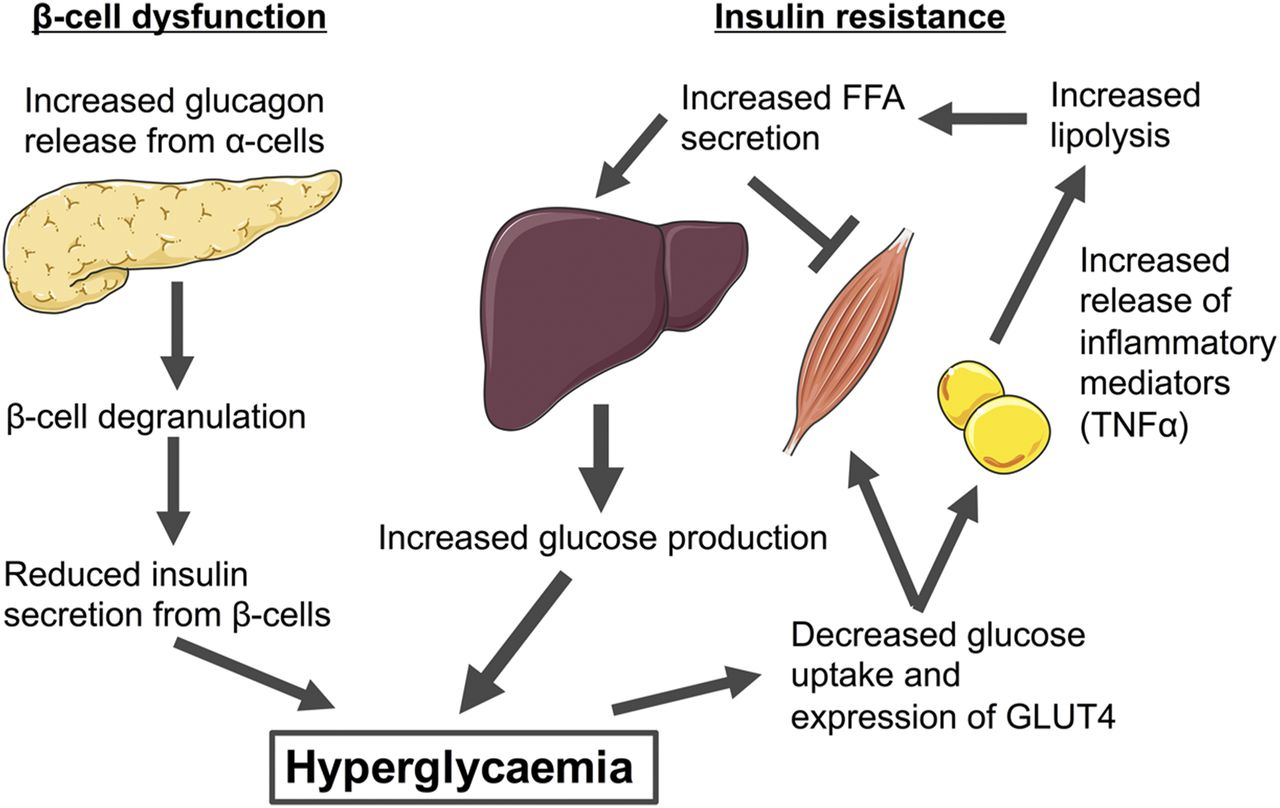 β-cell dysfunction
Increased glucagon
release from α-cells
β-cell degranulation
Reduced insulin
secretion from β-cells
Insulin resistance
Increased FFA
secretion
Increased
lipolysis
Increased
release of
inflammatory
mediators
(TNFα)
Increased glucose production
Decreased glucose
uptake and
expression of GLUT4
Hyperglycaemia